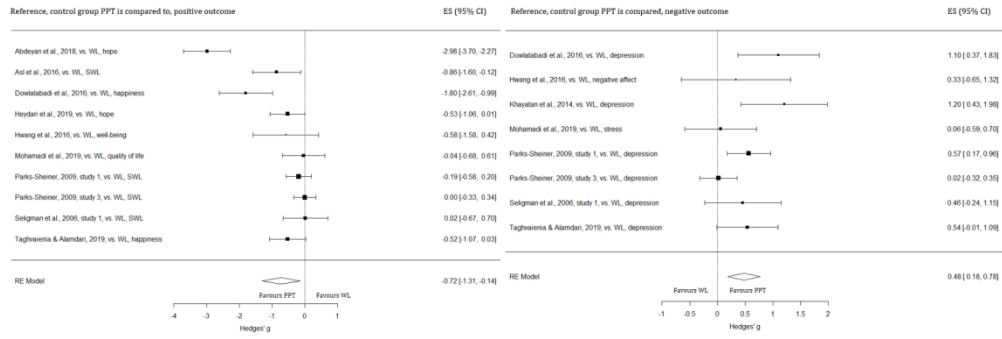 Reference, control group PPT is compared to, positive outcome
ES (95% CI)
Abdeyan et al., 2018, vs. WL, hope
-2.98 [-3.70, -2.27]
Asl et al., 2016, vs. WL, SWL
-0.86 [-1.60, -0.12]
Dowlatabadi et al., 2016, vs. WL, happiness
-1.80 [-2.61, -0.99]
Heydari et al., 2019, vs. WL, hope
-0.53 [-1.06, 0.01]
Hwang et al., 2016, vs. WL, well-being
-0.58 [-1.58, 0.42]
Mohamadi et al., 2019, vs. WL, quality of life
-0.04 [-0.68, 0.61]
Parks-Sheiner, 2009, study 1, vs. WL, SWL
-0.19 [-0.58, 0.20]
Parks-Sheiner, 2009, study 3, vs. WL, SWL
0.00 [-0.33, 0.34]
Seligman et al., 2006, study 1, vs. WL, SWL
0.02 [-0.67, 0.70]
Taghvaienia & Alamdari, 2019, vs. WL, happiness
-0.52 [-1.07, 0.03]
RE Model
-0.72 [-1.31, -0.14]
Favours PPT
Favours WL
-4 -3 -2 -1 0 1
Hedges' g
Reference, control group PPT is compared, negative outcome
ES (95% CI)
Dowlatabadi et al., 2016, vs. WL, depression
1.10 [ 0.37, 1.83]
Hwang et al., 2016, vs. WL, negative affect
0.33 [-0.65, 1.32]
Khayatan et al., 2014, vs. WL, depression
1.20 [ 0.43, 1.98]
Mohamadi et al., 2019, vs. WL, stress
0.06 [-0.59, 0.70]
Parks-Sheiner, 2009, study 1, vs. WL, depression
0.57 [ 0.17, 0.96]
Parks-Sheiner, 2009, study 3, vs. WL, depression
0.02 [-0.32, 0.35]
Seligman et al., 2006, study 1, vs. WL, depression
0.46 [-0.24, 1.15]
Taghvaienia & Alamdari, 2019, vs. WL, depression
0.54 [-0.01, 1.09]
RE Model
0.48 [ 0.18, 0.78]
Favours WL
Favours PPT
-1 -0.5 0 0.5 1 1.5 2
Hedges' g